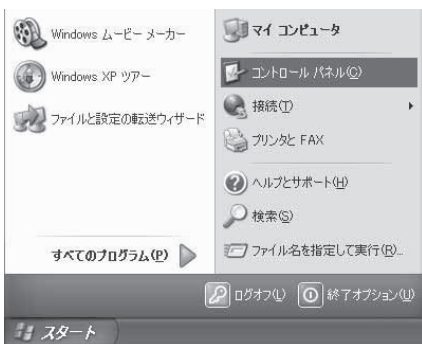 Windows ムービー メーカー
Windows XP ツアー
ファイルと設定の転送ウィザード
すべてのプログラム(P)
マイ コンピュータ
コントロール パネル(C)
接続(T)
プリンタと FAX
ヘルプとサポート(H)
検索(S)
ファイル名を指定して実行(R)...
ログオフ(L)
終了オプション(U)
スタート